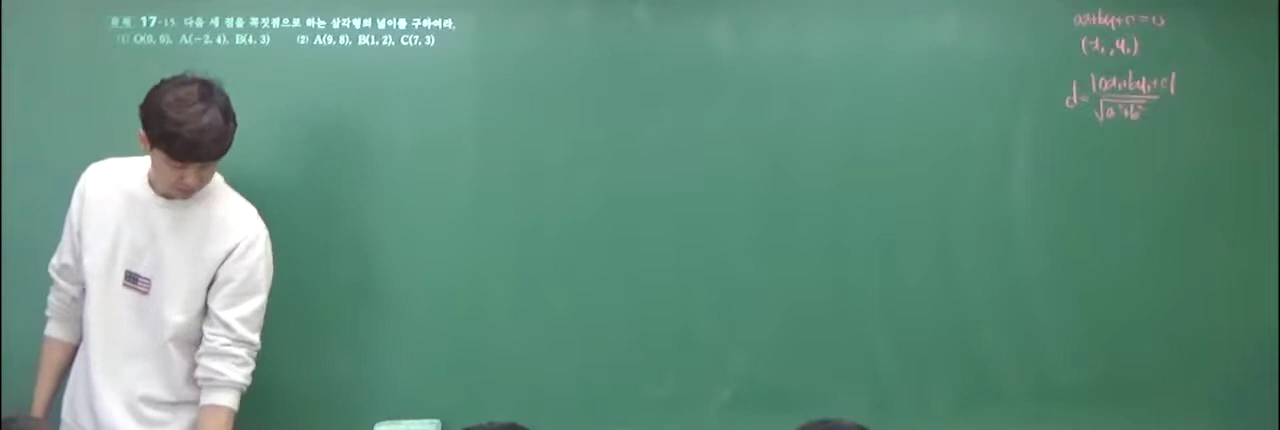 유제 17-15. 다음 세 점을 꼭짓점으로 하는 삼각형의 넓이를 구하여라.
(1) O(0, 0), A(−2, 4), B(4, 3) (2) A(9, 8), B(1, 2), C(7, 3)
ax+by+c=0
(x₁, y₁)
d=|ax₁+by₁+c|/√a²+b²